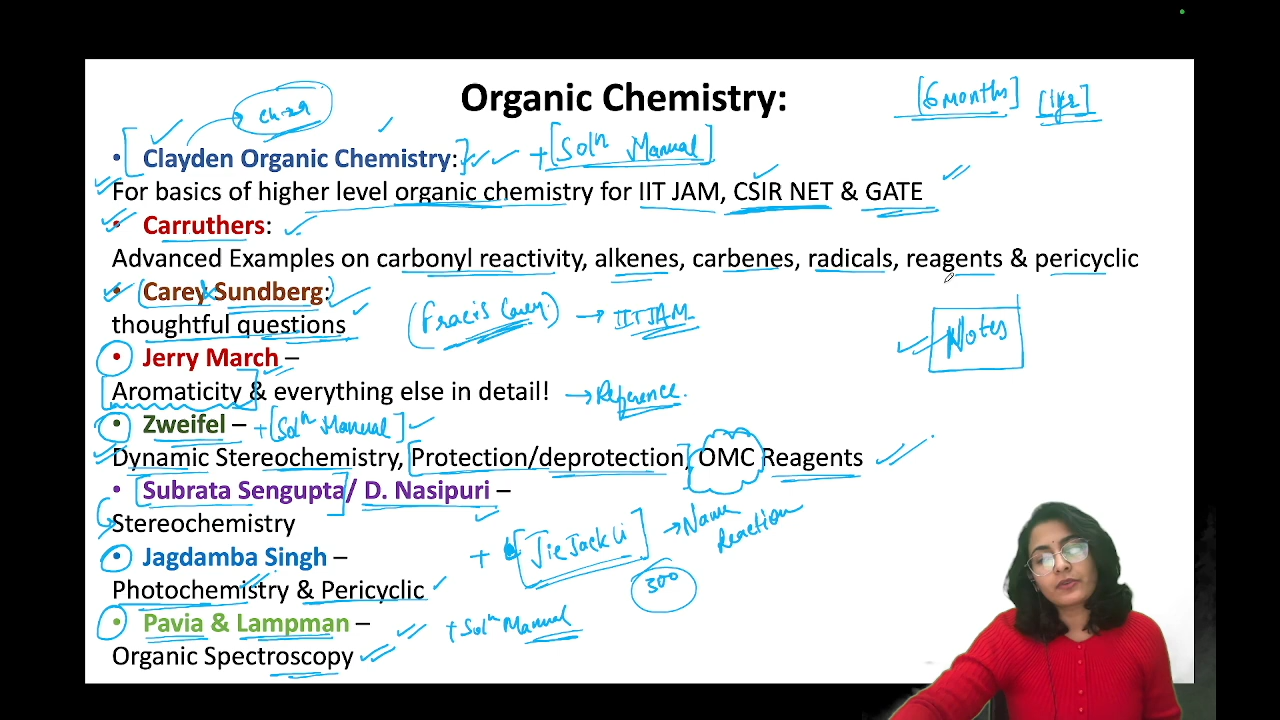 Organic Chemistry:
[6 months] [1yr]
Ch-29
• Clayden Organic Chemistry: + [Solⁿ Manual]
For basics of higher level organic chemistry for IIT JAM, CSIR NET & GATE
• Carruthers:
Advanced Examples on carbonyl reactivity, alkenes, carbenes, radicals, reagents & pericyclic
• Carey Sundberg:
thoughtful questions (Fracis Carey) → IIT JAM
Notes
• Jerry March –
Aromaticity & everything else in detail! → Reference.
• Zweifel – + [Solⁿ Manual]
Dynamic Stereochemistry, Protection/deprotection, OMC Reagents
• Subrata Sengupta/ D. Nasipuri –
Stereochemistry
• Jagdamba Singh – + [Jie Jack Li] → Name Reaction
Photochemistry & Pericyclic 300
• Pavia & Lampman – + Solⁿ Manual
Organic Spectroscopy